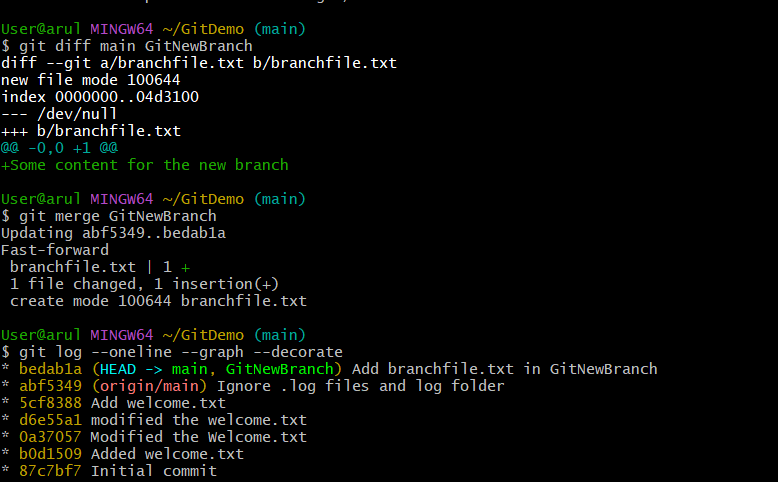 User@arul MINGW64 ~/GitDemo (main)
$ git diff main GitNewBranch
diff --git a/branchfile.txt b/branchfile.txt
new file mode 100644
index 0000000..04d3100
--- /dev/null
+++ b/branchfile.txt
@@ -0,0 +1 @@
+Some content for the new branch
User@arul MINGW64 ~/GitDemo (main)
$ git merge GitNewBranch
Updating abf5349..bedab1a
Fast-forward
 branchfile.txt | 1 +
 1 file changed, 1 insertion(+)
 create mode 100644 branchfile.txt
User@arul MINGW64 ~/GitDemo (main)
$ git log --oneline --graph --decorate
* bedab1a (HEAD -> main, GitNewBranch) Add branchfile.txt in GitNewBranch
* abf5349 (origin/main) Ignore .log files and log folder
* 5cf8388 Add welcome.txt
* d6e55a1 modified the welcome.txt
* 0a37057 Modified the Welcome.txt
* b0d1509 Added welcome.txt
* 87c7bf7 Initial commit